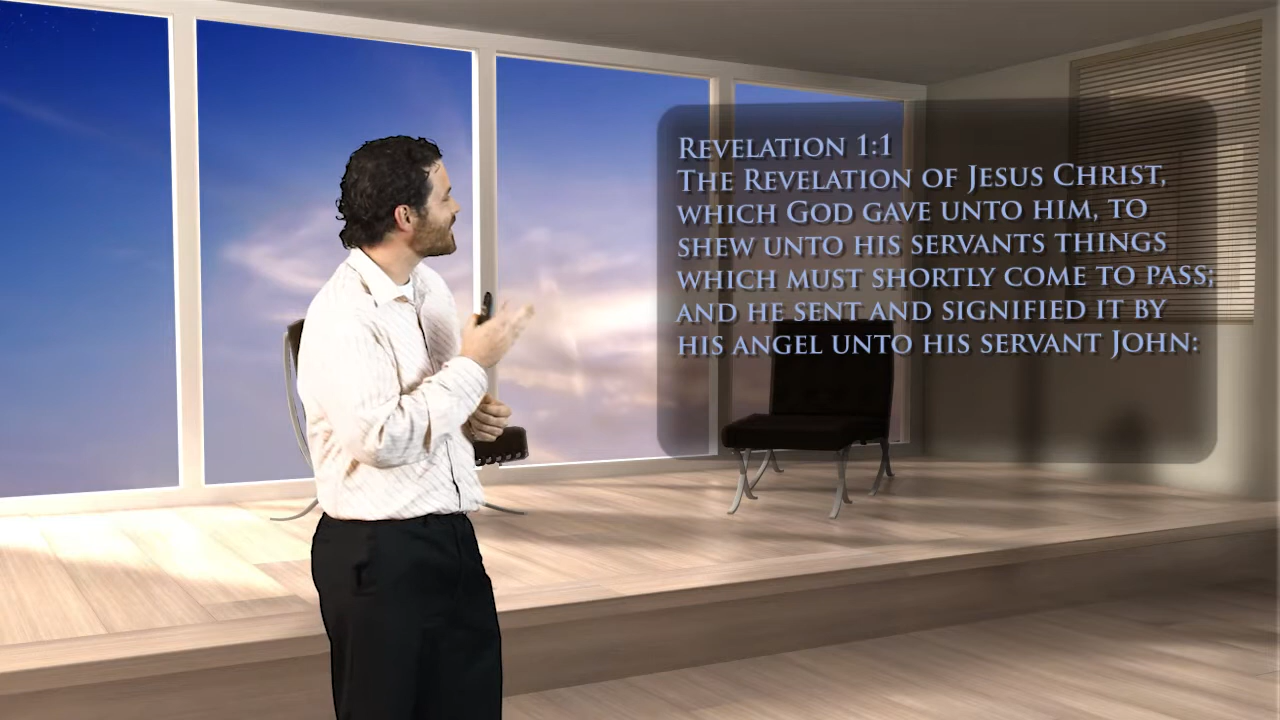 Revelation 1:1
The Revelation of Jesus Christ,
which God gave unto him, to
shew unto his servants things
which must shortly come to pass;
and he sent and signified it by
his angel unto his servant John: